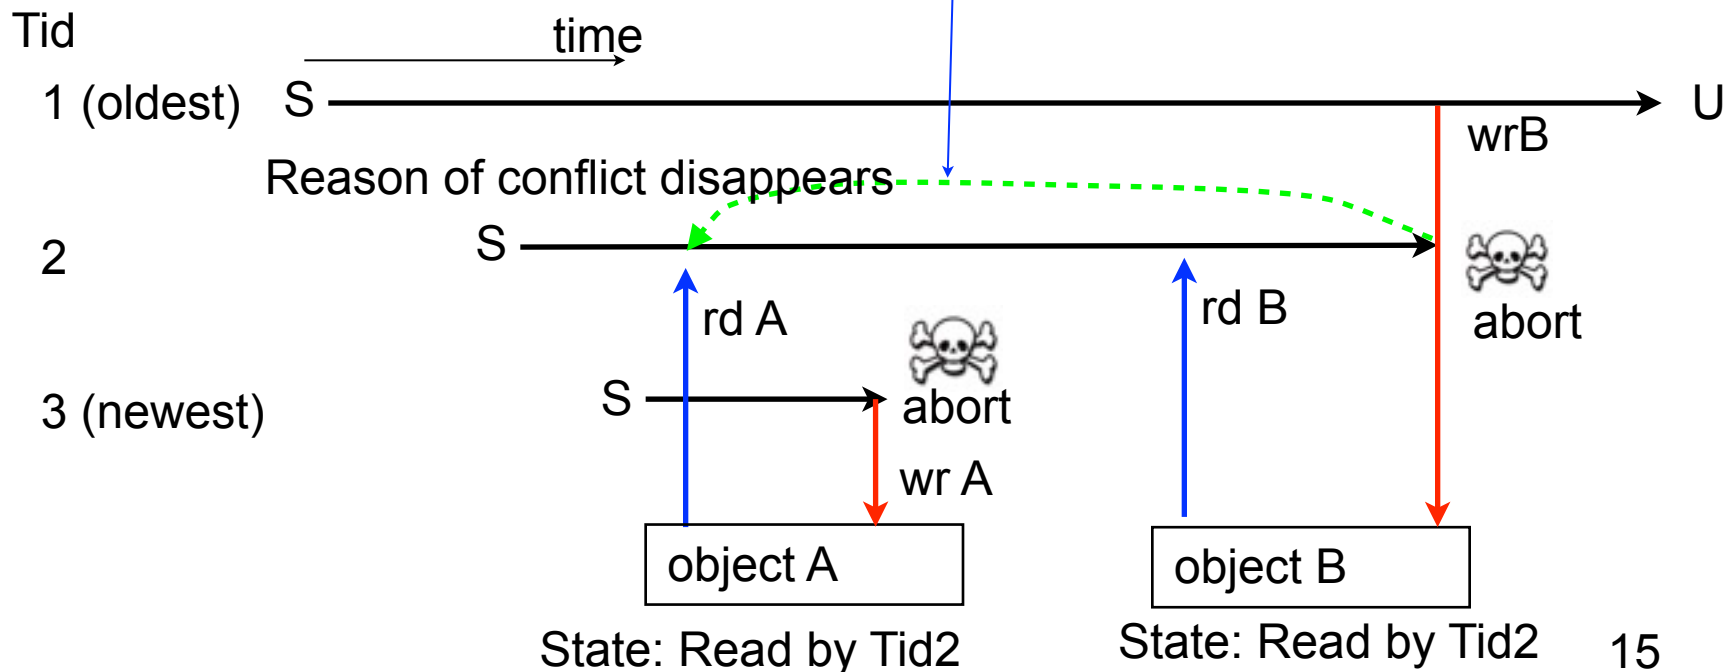 Tid
time
1 (oldest) S U
wrB
Reason of conflict disappears
2 S
rd A rd B abort
3 (newest) S abort
wr A
object A object B
State: Read by Tid2 State: Read by Tid2 15